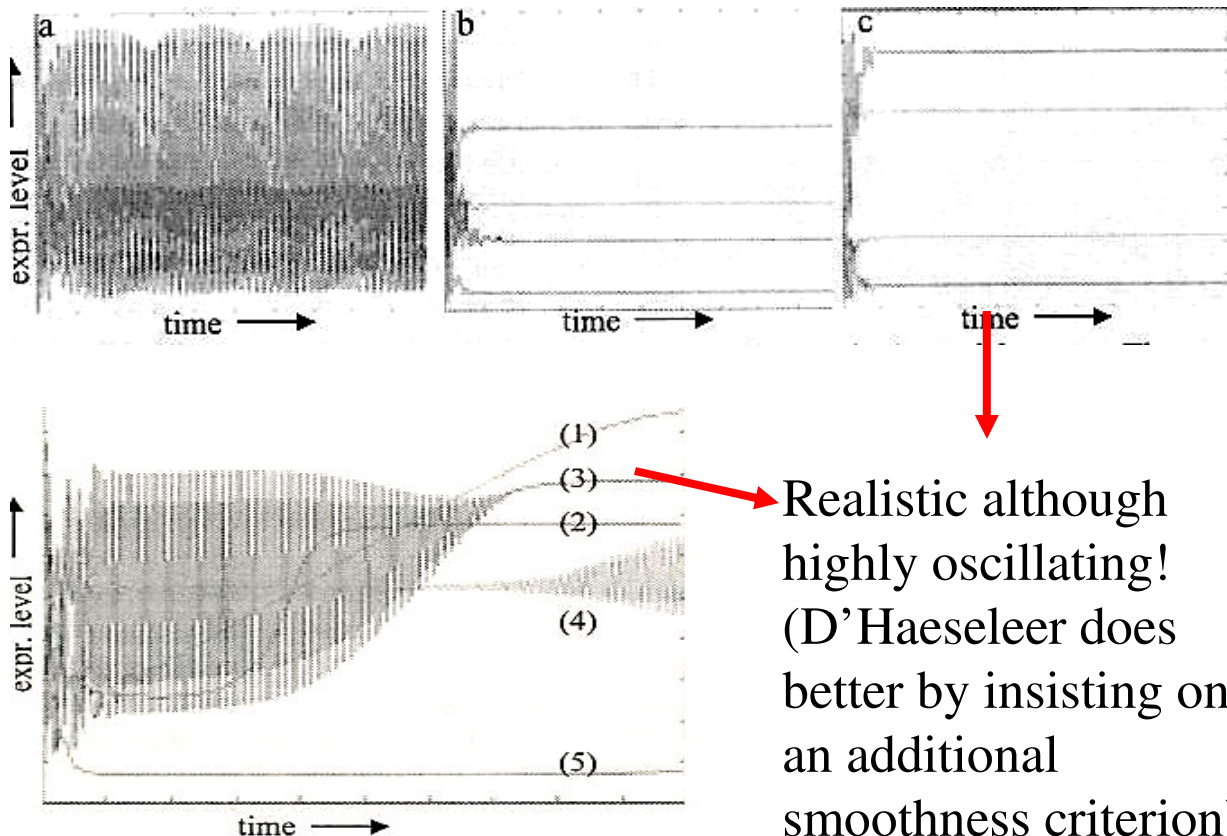 a
b
c
expr. level
time
time
time
(1)
(3)
(2)
(4)
(5)
expr. level
time
Realistic although
highly oscillating!
(D’Haeseleer does
better by insisting on
an additional
smoothness criterion)